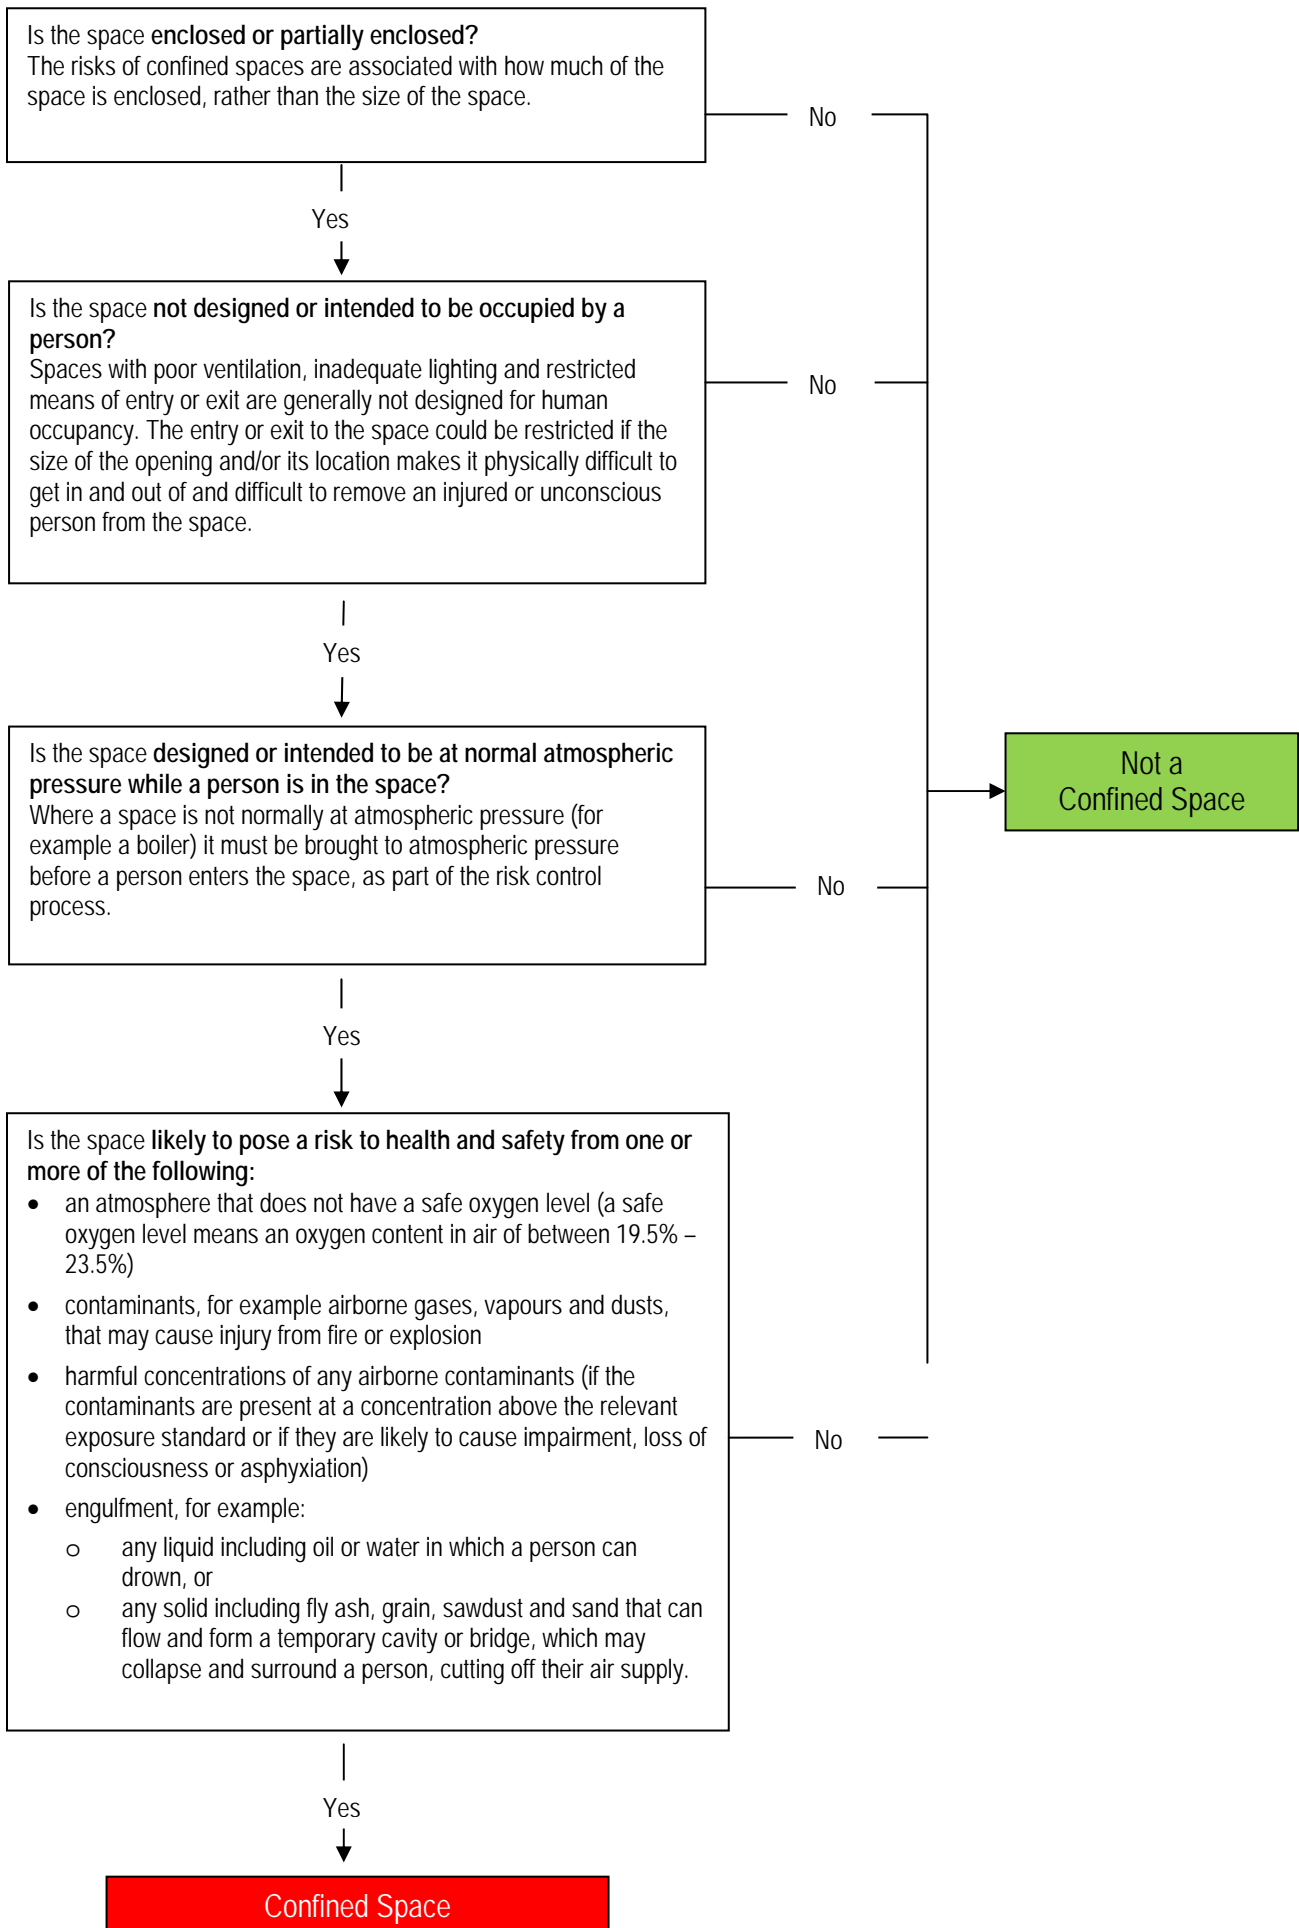 Is the space enclosed or partially enclosed?
The risks of confined spaces are associated with how much of the
space is enclosed, rather than the size of the space.
No
Yes
Is the space not designed or intended to be occupied by a
person?
Spaces with poor ventilation, inadequate lighting and restricted
means of entry or exit are generally not designed for human
occupancy. The entry or exit to the space could be restricted if the
size of the opening and/or its location makes it physically difficult to
get in and out of and difficult to remove an injured or unconscious
person from the space.
No
Yes
Is the space designed or intended to be at normal atmospheric
pressure while a person is in the space?
Where a space is not normally at atmospheric pressure (for
example a boiler) it must be brought to atmospheric pressure
before a person enters the space, as part of the risk control
process.
No
Not a
Confined Space
Yes
Is the space likely to pose a risk to health and safety from one or
more of the following:
• an atmosphere that does not have a safe oxygen level (a safe
oxygen level means an oxygen content in air of between 19.5% –
23.5%)
• contaminants, for example airborne gases, vapours and dusts,
that may cause injury from fire or explosion
• harmful concentrations of any airborne contaminants (if the
contaminants are present at a concentration above the relevant
exposure standard or if they are likely to cause impairment, loss of
consciousness or asphyxiation)
• engulfment, for example:
o any liquid including oil or water in which a person can
drown, or
o any solid including fly ash, grain, sawdust and sand that can
flow and form a temporary cavity or bridge, which may
collapse and surround a person, cutting off their air supply.
No
Yes
Confined Space